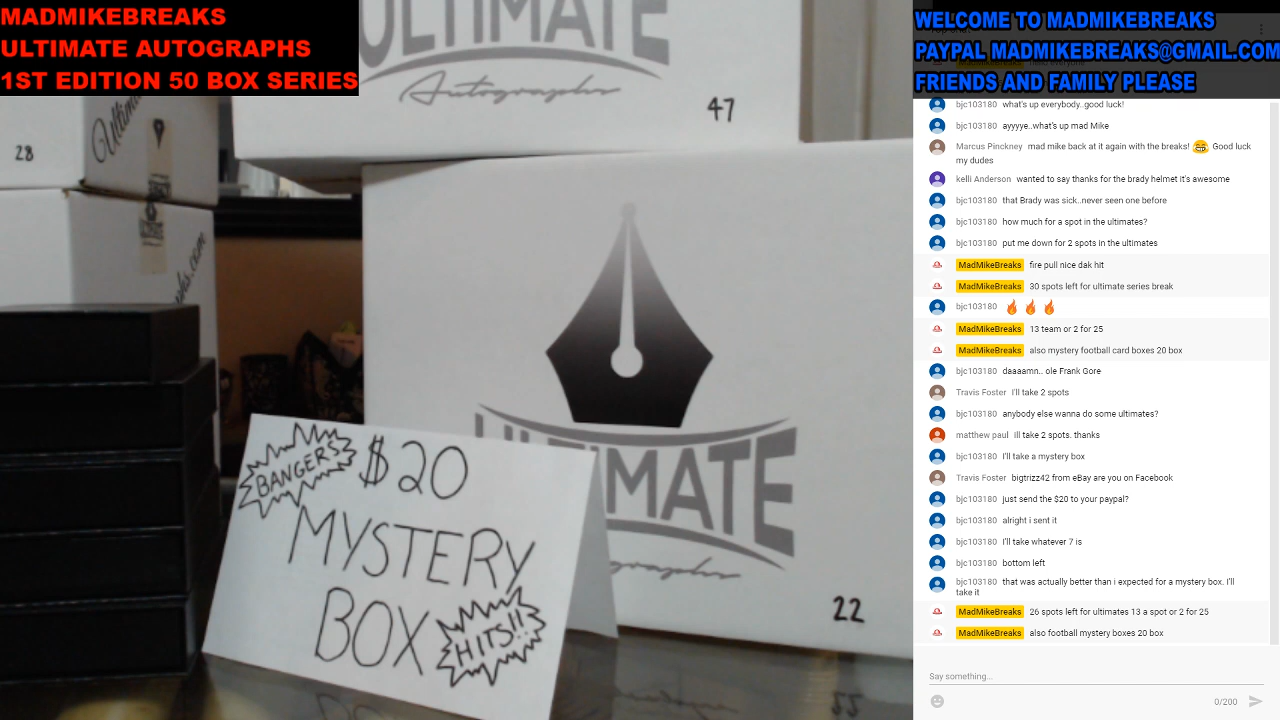 MADMIKEBREAKS
ULTIMATE AUTOGRAPHS
1ST EDITION 50 BOX SERIES
ULTIMATE
Autographs
47
28
22
BANGERS $20
MYSTERY
BOX HITS!!
WELCOME TO MADMIKEBREAKS
PAYPAL MADMIKEBREAKS@GMAIL.COM
FRIENDS AND FAMILY PLEASE
bjc103180 what's up everybody..good luck!
bjc103180 ayyyye..what's up mad Mike
Marcus Pinckney mad mike back at it again with the breaks! 😂 Good luck
my dudes
kelli Anderson wanted to say thanks for the brady helmet it's awesome
bjc103180 that Brady was sick..never seen one before
bjc103180 how much for a spot in the ultimates?
bjc103180 put me down for 2 spots in the ultimates
MadMikeBreaks fire pull nice dak hit
MadMikeBreaks 30 spots left for ultimate series break
bjc103180 🔥 🔥 🔥
MadMikeBreaks 13 team or 2 for 25
MadMikeBreaks also mystery football card boxes 20 box
bjc103180 daaaamn.. ole Frank Gore
Travis Foster I'll take 2 spots
bjc103180 anybody else wanna do some ultimates?
matthew paul Ill take 2 spots. thanks
bjc103180 I'll take a mystery box
Travis Foster bigtrizz42 from eBay are you on Facebook
bjc103180 just send the $20 to your paypal?
bjc103180 alright i sent it
bjc103180 I'll take whatever 7 is
bjc103180 bottom left
bjc103180 that was actually better than i expected for a mystery box. I'll
take it
MadMikeBreaks 26 spots left for ultimates 13 a spot or 2 for 25
MadMikeBreaks also football mystery boxes 20 box
Say something...
0/200